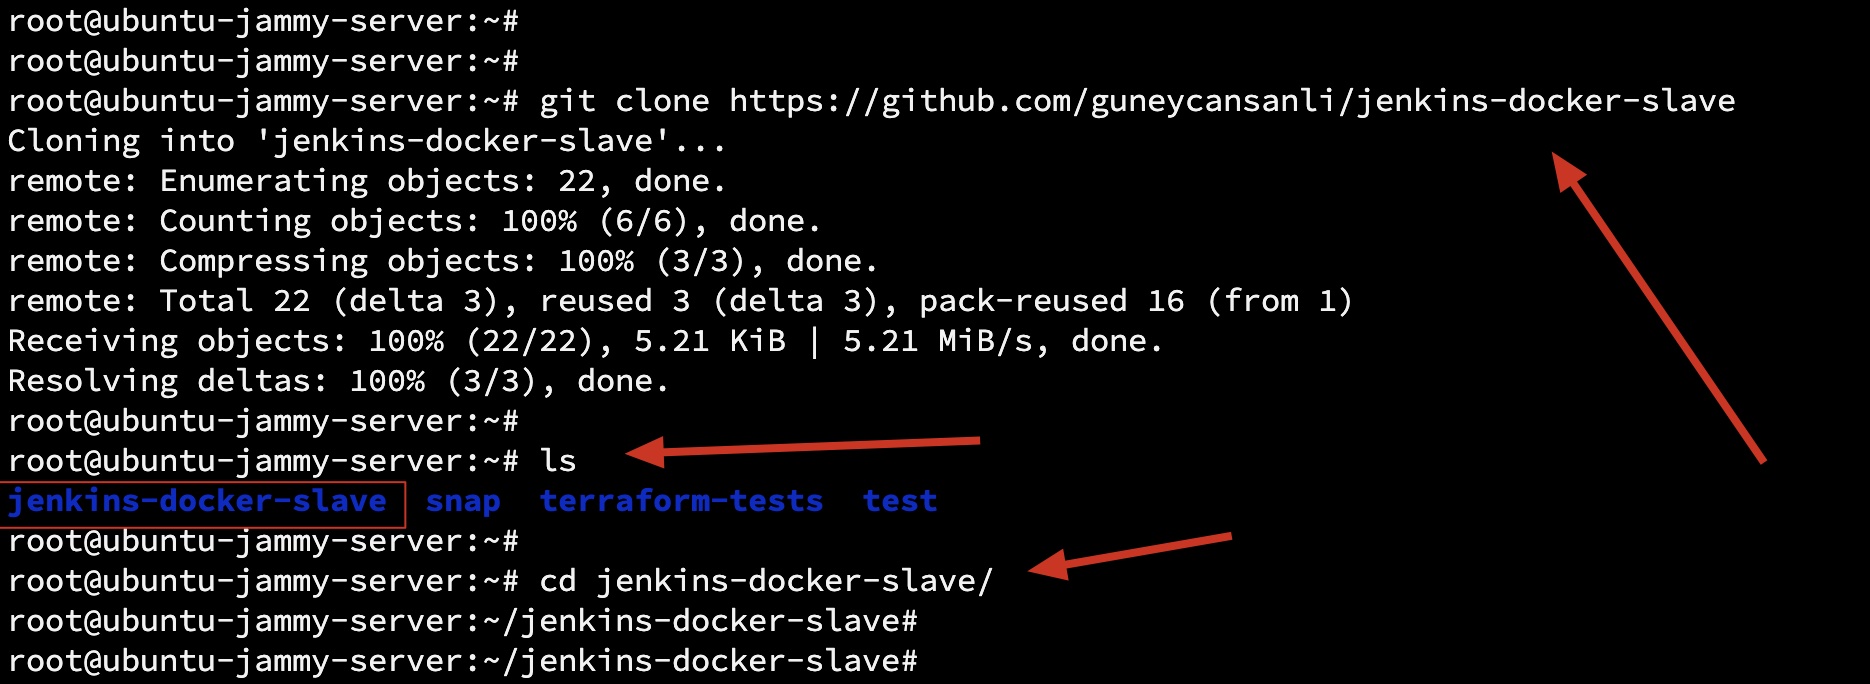 root@ubuntu-jammy-server:~#
root@ubuntu-jammy-server:~#
root@ubuntu-jammy-server:~# git clone https://github.com/guneycansanli/jenkins-docker-slave
Cloning into 'jenkins-docker-slave'...
remote: Enumerating objects: 22, done.
remote: Counting objects: 100% (6/6), done.
remote: Compressing objects: 100% (3/3), done.
remote: Total 22 (delta 3), reused 3 (delta 3), pack-reused 16 (from 1)
Receiving objects: 100% (22/22), 5.21 KiB | 5.21 MiB/s, done.
Resolving deltas: 100% (3/3), done.
root@ubuntu-jammy-server:~#
root@ubuntu-jammy-server:~# ls
jenkins-docker-slave  snap  terraform-tests  test
root@ubuntu-jammy-server:~#
root@ubuntu-jammy-server:~# cd jenkins-docker-slave/
root@ubuntu-jammy-server:~/jenkins-docker-slave#
root@ubuntu-jammy-server:~/jenkins-docker-slave#